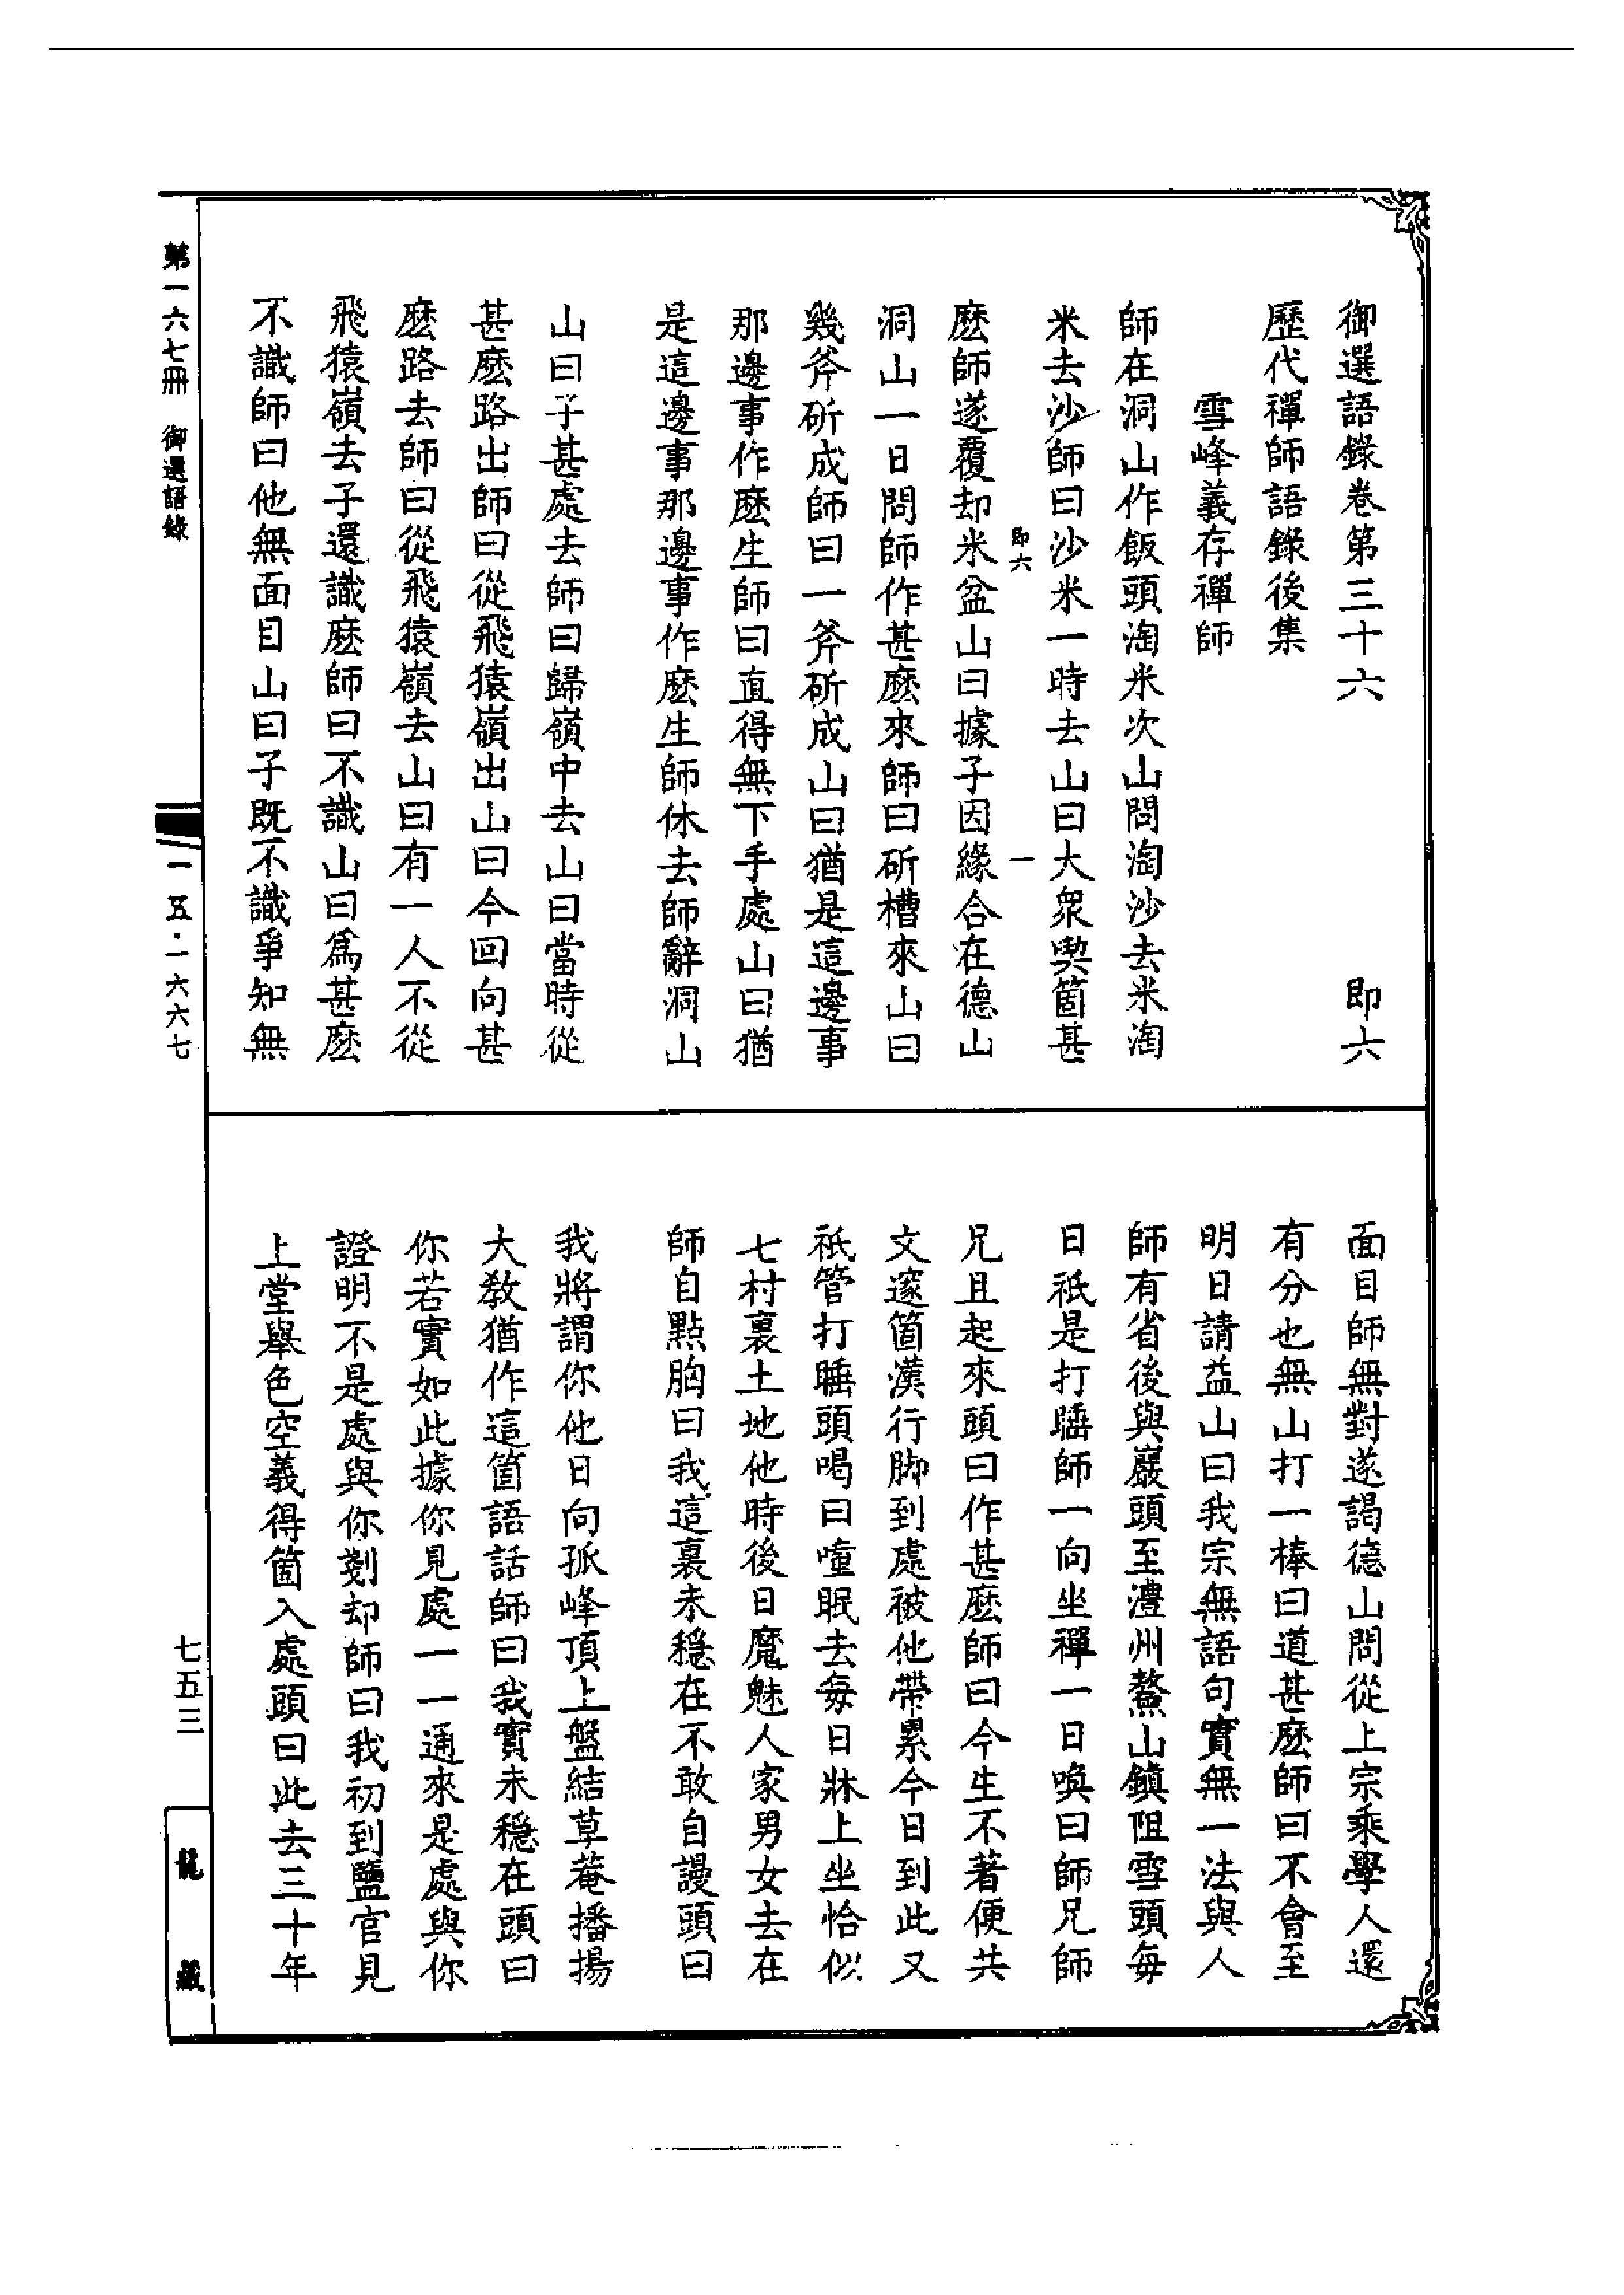 御選語錄卷第三十六　即六
歷代禪師語錄後集
雪峰義存禪師
師在洞山作飯頭淘米次山問淘沙去米淘
米去沙師曰沙米一時去山曰大衆喫箇甚
即六　一
麽師遂覆却米盆山曰據子因緣合在德山
洞山一日問師作甚麽來師曰斫槽來山曰
幾斧斫成師曰一斧斫成山曰猶是這邊事
那邊事作麽生師曰直得無下手處山曰猶
是這邊事那邊事作麽生師休去師辭洞山
山曰子甚處去師曰歸嶺中去山曰當時從
甚麽路出師曰從飛猿嶺出山曰今回向甚
麽路去師曰從飛猿嶺去山曰有一人不從
飛猿嶺去子還識麽師曰不識山曰爲甚麽
不識師曰他無面目山曰子既不識爭知無
面目師無對遂謁德山問從上宗乘學人還
有分也無山打一棒曰道甚麽師曰不會至
明日請益山曰我宗無語句實無一法與人
師有省後與巖頭至澧州鰲山鎮阻雪頭每
日祇是打睡師一向坐禪一日喚曰師兄師
兄且起來頭曰作甚麽師曰今生不著便共
文邃箇漢行脚到處被他帶累今日到此又
祇管打睡頭喝曰噇眠去每日牀上坐恰似
七村裏土地他時後日魔魅人家男女去在
師自點胸曰我這裏未穩在不敢自謾頭曰
我將謂你他日向孤峰頂上盤結草菴播揚
大教猶作這箇語話師曰我實未穩在頭曰
你若實如此據你見處一一通來是處與你
證明不是處與你剗却師曰我初到鹽官見
上堂舉色空義得箇入處頭曰此去三十年
第一六七冊　御選語錄
一五·一六六七
七五三
龍藏